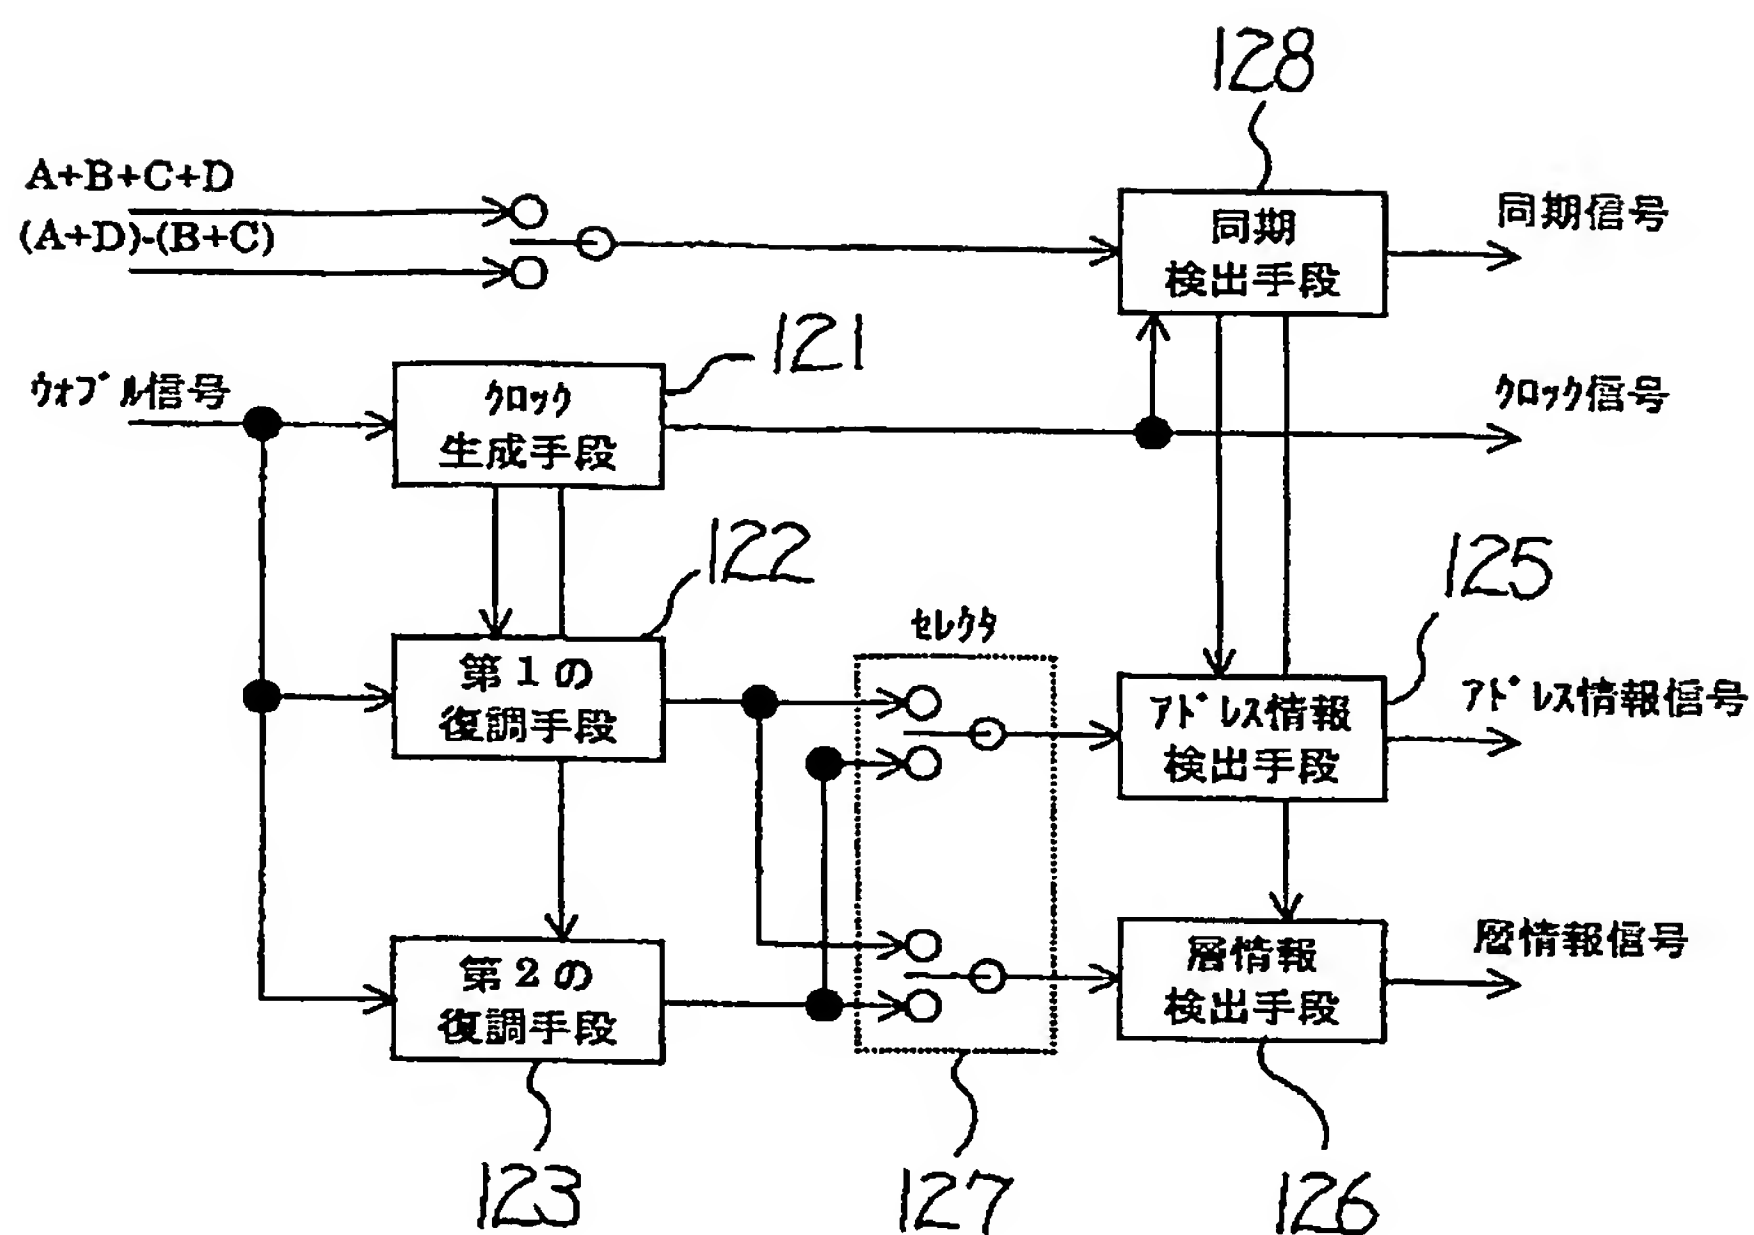 128
A+B+C+D
(A+D)-(B+C)
同期
検出手段
同期信号
121
ｳｫﾌﾞﾙ信号
ｸﾛｯｸ
生成手段
ｸﾛｯｸ信号
122
125
ｾﾚｸﾀ
第１の
復調手段
ｱﾄﾞﾚｽ情報
検出手段
ｱﾄﾞﾚｽ情報信号
第２の
復調手段
層情報
検出手段
層情報信号
123
127
126